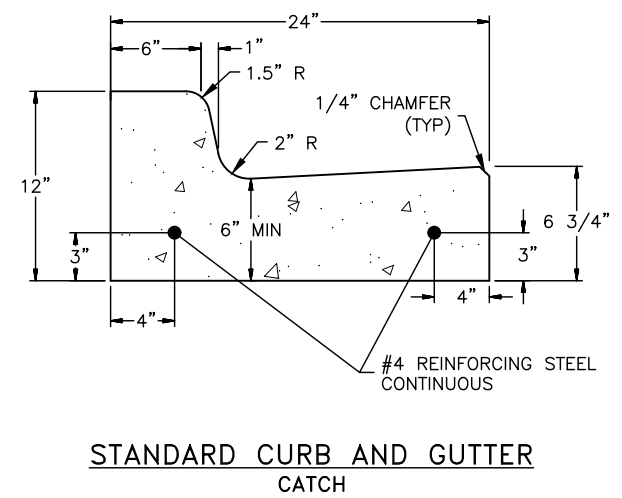 24"
6"
1"
1.5" R
1/4" CHAMFER
(TYP)
2" R
12"
6" MIN
6 3/4"
3"
3"
4"
4"
#4 REINFORCING STEEL
CONTINUOUS
STANDARD CURB AND GUTTER
CATCH